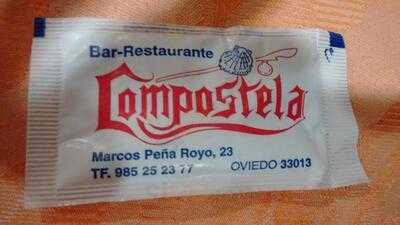 Bar-Restaurante
Compostela
Marcos Peña Royo, 23
TF. 985 25 23 77 OVIEDO 33013